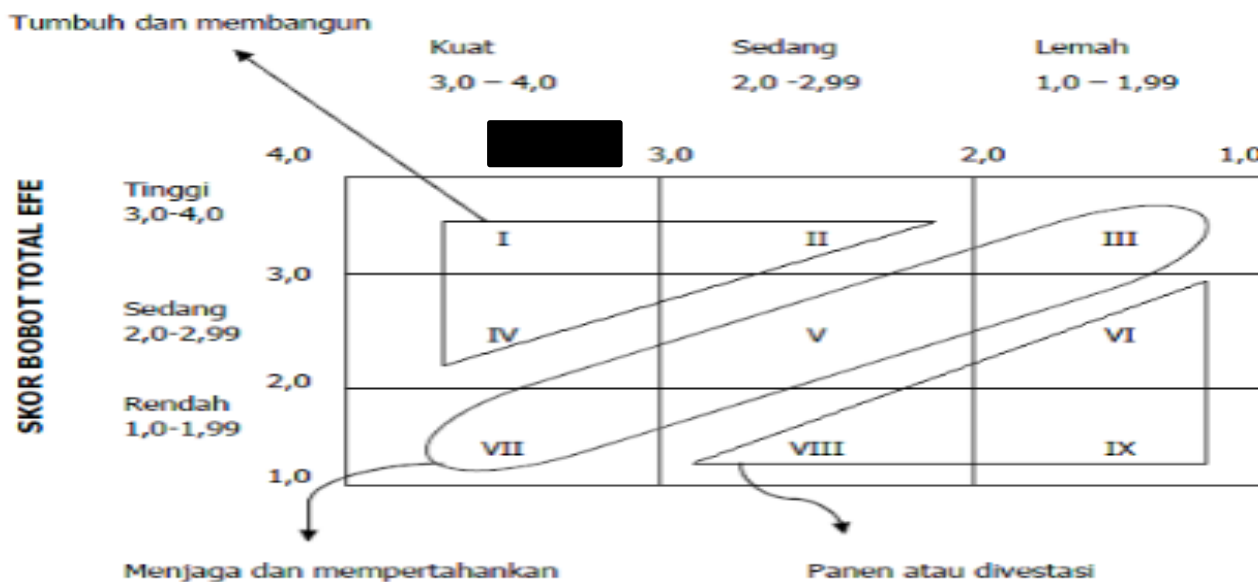 Tumbuh dan membangun
Kuat Sedang Lemah
3,0 – 4,0 2,0 -2,99 1,0 – 1,99
4,0 3,0 2,0 1,0
SKOR BOBOT TOTAL EFE
Tinggi
3,0-4,0
I II III
3,0
Sedang
2,0-2,99
IV V VI
2,0
Rendah
1,0-1,99
VII VIII IX
1,0
Menjaga dan mempertahankan Panen atau divestasi